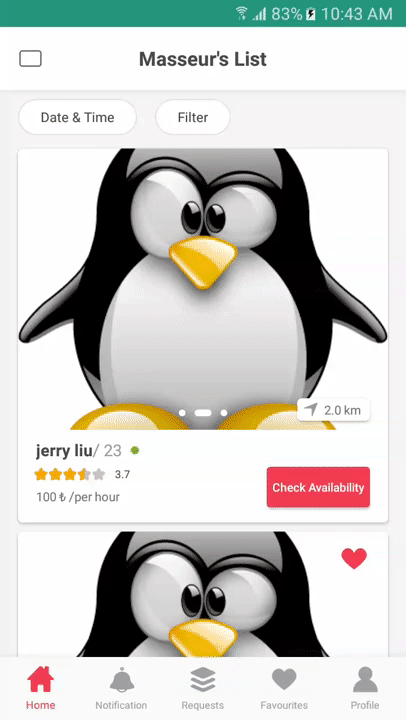 83% 10:43 AM
Masseur's List
Date & Time Filter
2.0 km
jerry liu/ 23
3.7
100 ₺ /per hour
Check Availability
Home Notification Requests Favourites Profile